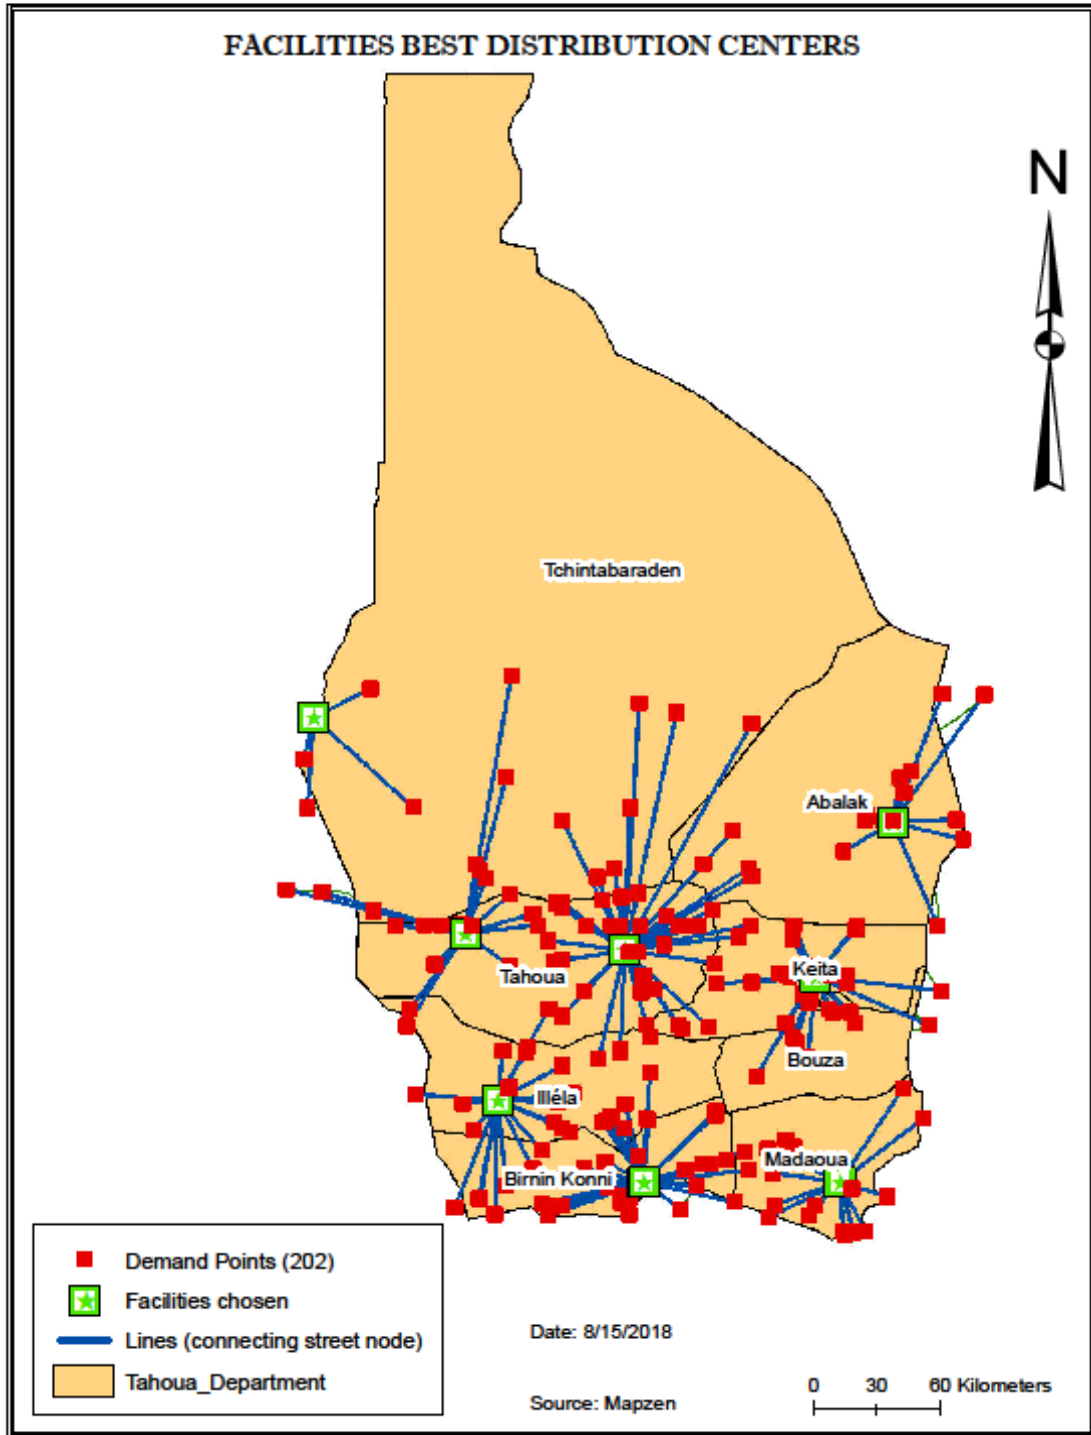 FACILITIES BEST DISTRIBUTION CENTERS
N
Tchintabaraden
Abalak
Keita
Tahoua
Bouza
Illéla
Madaoua
Birnin Konni
Demand Points (202)
Facilities chosen
Lines (connecting street node)
Tahoua_Department
Date: 8/15/2018
Source: Mapzen
0 30 60 Kilometers